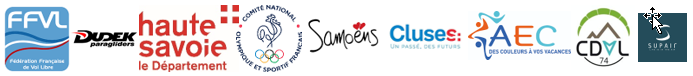 FFVL
Fédération Française
de Vol Libre
DUDEK
paragliders
haute
savoie
le Département
COMITÉ NATIONAL
OLYMPIQUE ET SPORTIF FRANÇAIS
Samoëns
Cluses:
UN PASSÉ, DES FUTURS
AEC
DES COULEURS À VOS VACANCES
CDVL
74
SUPAIR